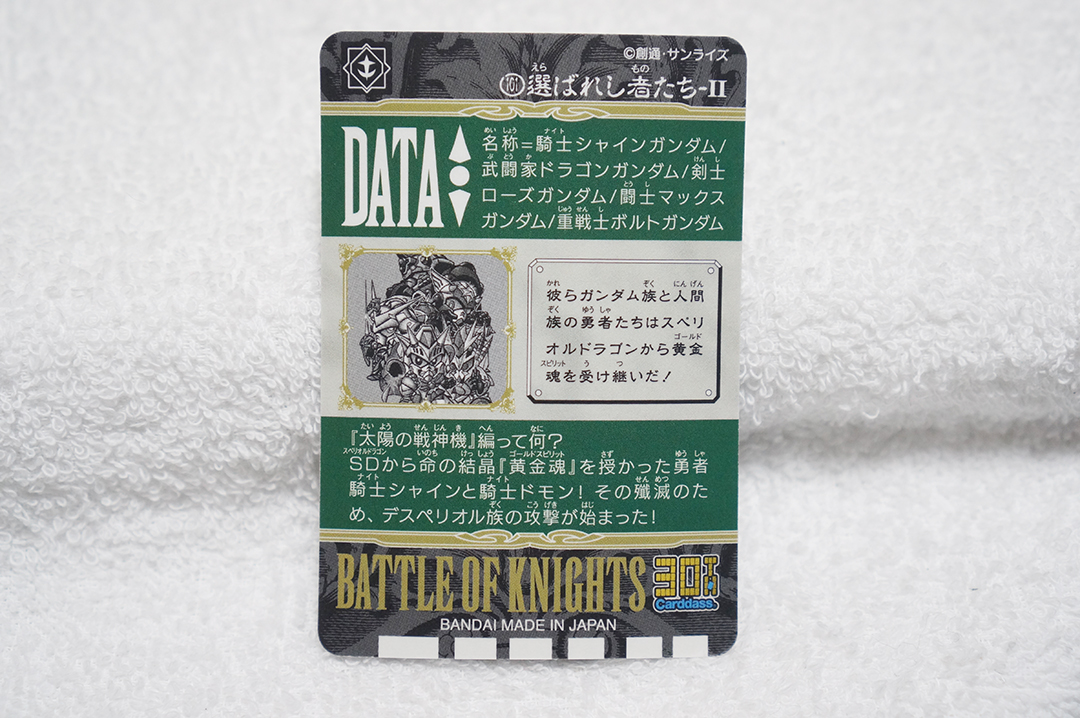 ©創通・サンライズ
101 選ばれし者たち-II
DATA
名称=騎士シャインガンダム/
武闘家ドラゴンガンダム/剣士
ローズガンダム/闘士マックス
ガンダム/重戦士ボルトガンダム
彼らガンダム族と人間
族の勇者たちはスペリ
オルドラゴンから黄金
魂を受け継いだ!
『太陽の戦神機』編って何?
SDから命の結晶『黄金魂』を授かった勇者
騎士シャインと騎士ドモン! その殲滅のた
め、デスペリオル族の攻撃が始まった!
BATTLE OF KNIGHTS
30th
Carddass
BANDAI MADE IN JAPAN